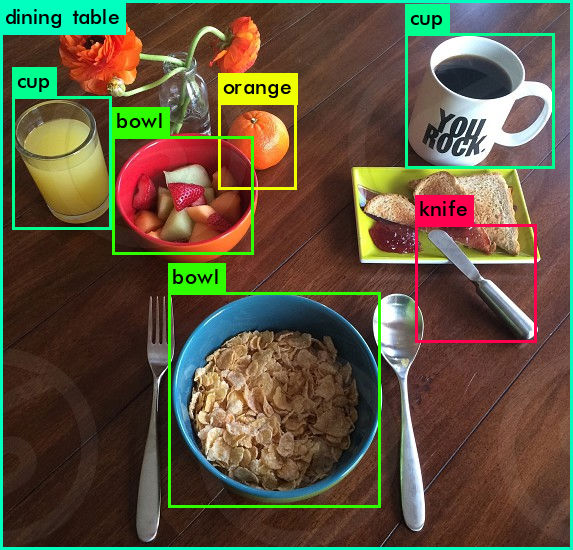 dining table
cup
cup
orange
bowl
YOU
ROCK.
knife
bowl